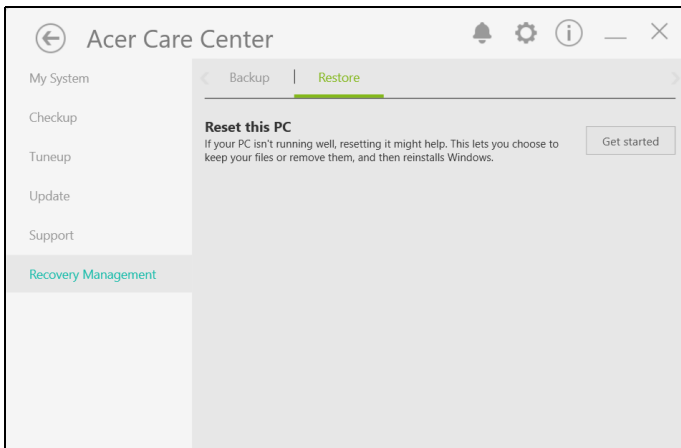 Acer Care Center
My System
Checkup
Tuneup
Update
Support
Recovery Management
Backup | Restore
Reset this PC
If your PC isn't running well, resetting it might help. This lets you choose to
keep your files or remove them, and then reinstalls Windows.
Get started